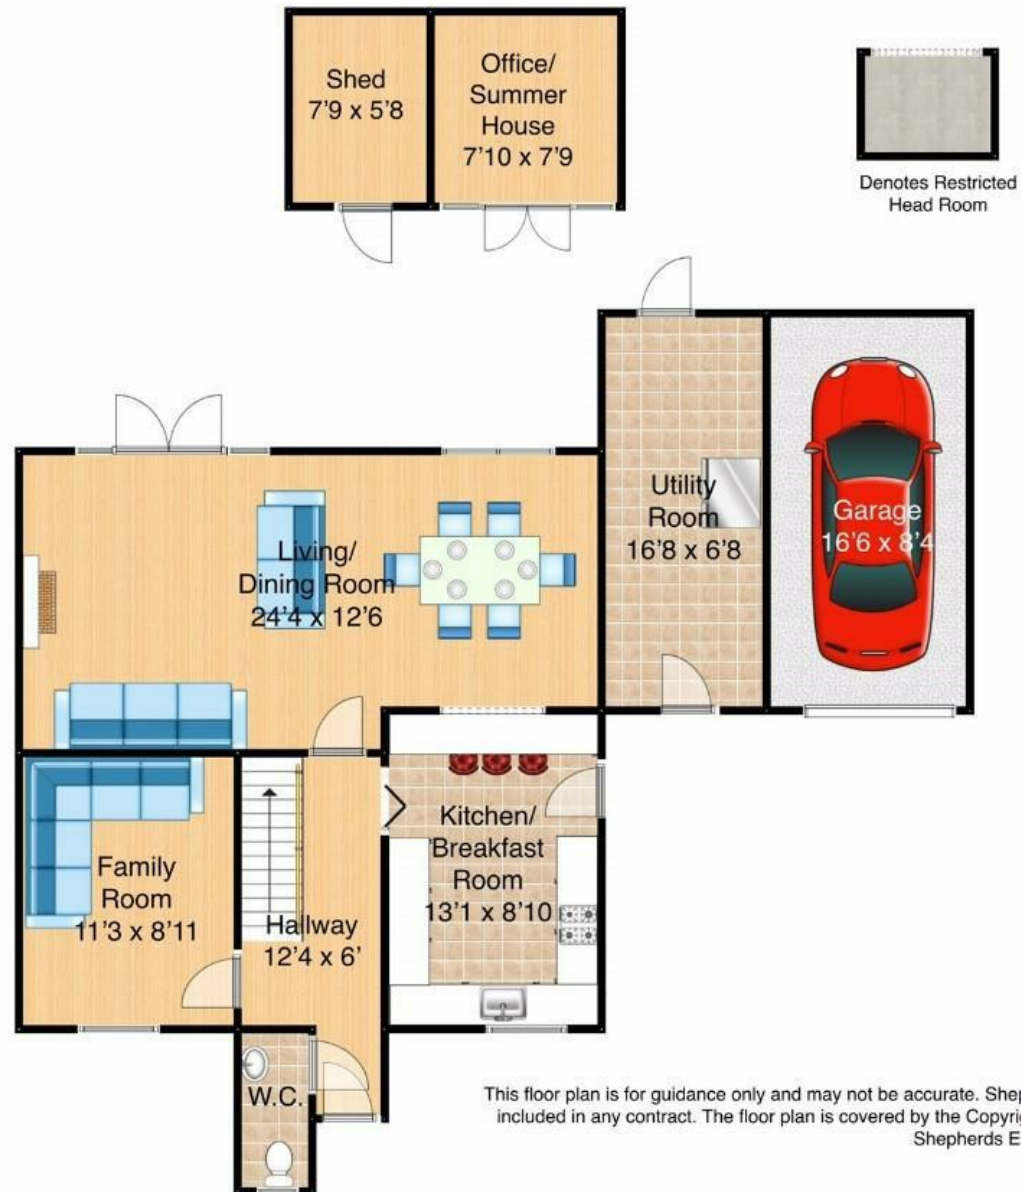 Shed
7'9 x 5'8
Office/
Summer
House
7'10 x 7'9
Denotes Restricted
Head Room
Living/
Dining Room
24'4 x 12'6
Utility
Room
16'8 x 6'8
Garage
16'6 x 8'4
Family
Room
11'3 x 8'11
Hallway
12'4 x 6'
Kitchen/
Breakfast
Room
13'1 x 8'10
W.C.
This floor plan is for guidance only and may not be accurate. Shep
included in any contract. The floor plan is covered by the Copyrig
Shepherds E